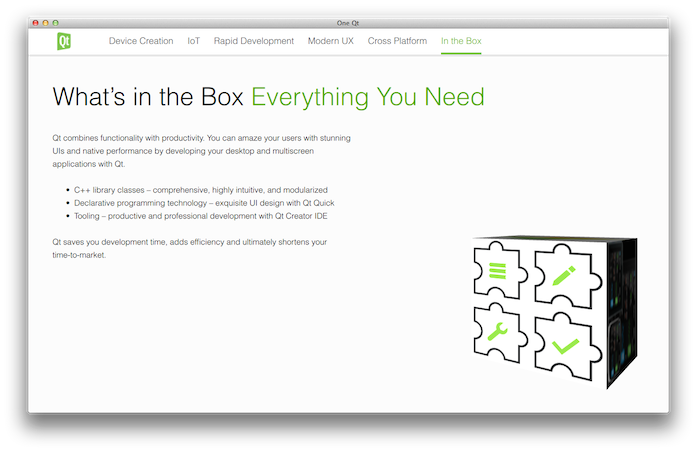 One Qt
Qt
Device Creation IoT Rapid Development Modern UX Cross Platform In the Box
What's in the Box Everything You Need
Qt combines functionality with productivity. You can amaze your users with stunning
UIs and native performance by developing your desktop and multiscreen
applications with Qt.
• C++ library classes – comprehensive, highly intuitive, and modularized
• Declarative programming technology – exquisite UI design with Qt Quick
• Tooling – productive and professional development with Qt Creator IDE
Qt saves you development time, adds efficiency and ultimately shortens your
time-to-market.